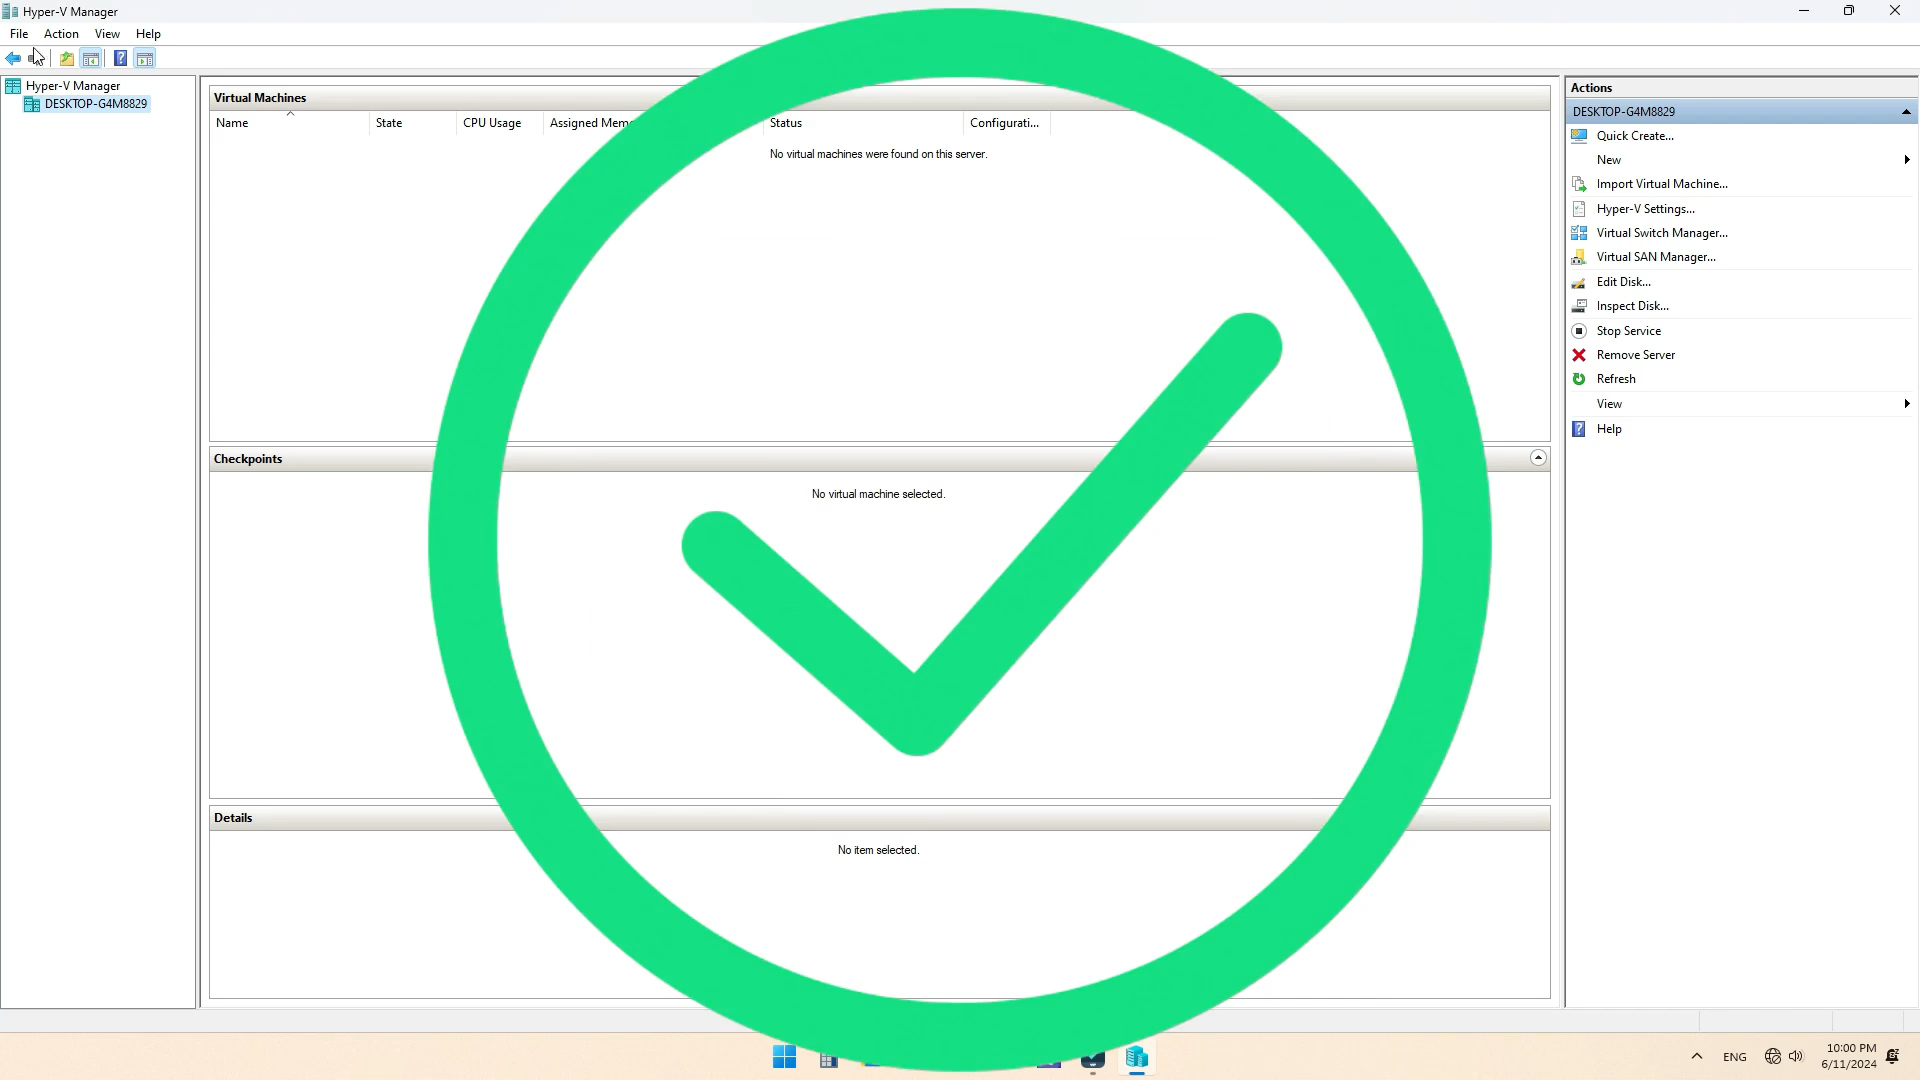 Hyper-V Manager
File Action View Help
Hyper-V Manager
DESKTOP-G4M8829
Virtual Machines
Name State CPU Usage Assigned Mem Status Configurati...
No virtual machines were found on this server.
Checkpoints
No virtual machine selected.
Details
No item selected.
Actions
DESKTOP-G4M8829
Quick Create...
New
Import Virtual Machine...
Hyper-V Settings...
Virtual Switch Manager...
Virtual SAN Manager...
Edit Disk...
Inspect Disk...
Stop Service
Remove Server
Refresh
View
Help
ENG
10:00 PM
6/11/2024